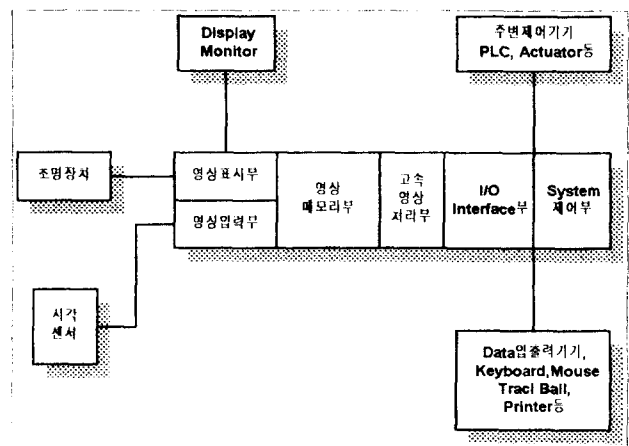 Display
Monitor
주변제어기기
PLC, Actuator등
조명장치
영상표시부
영상입력부
영상
메모리부
고속
영상
처리부
I/O
Interface부
System
제어부
시각
센서
Data입출력기기,
Keyboard,Mouse
Tracl Ball,
Printer등